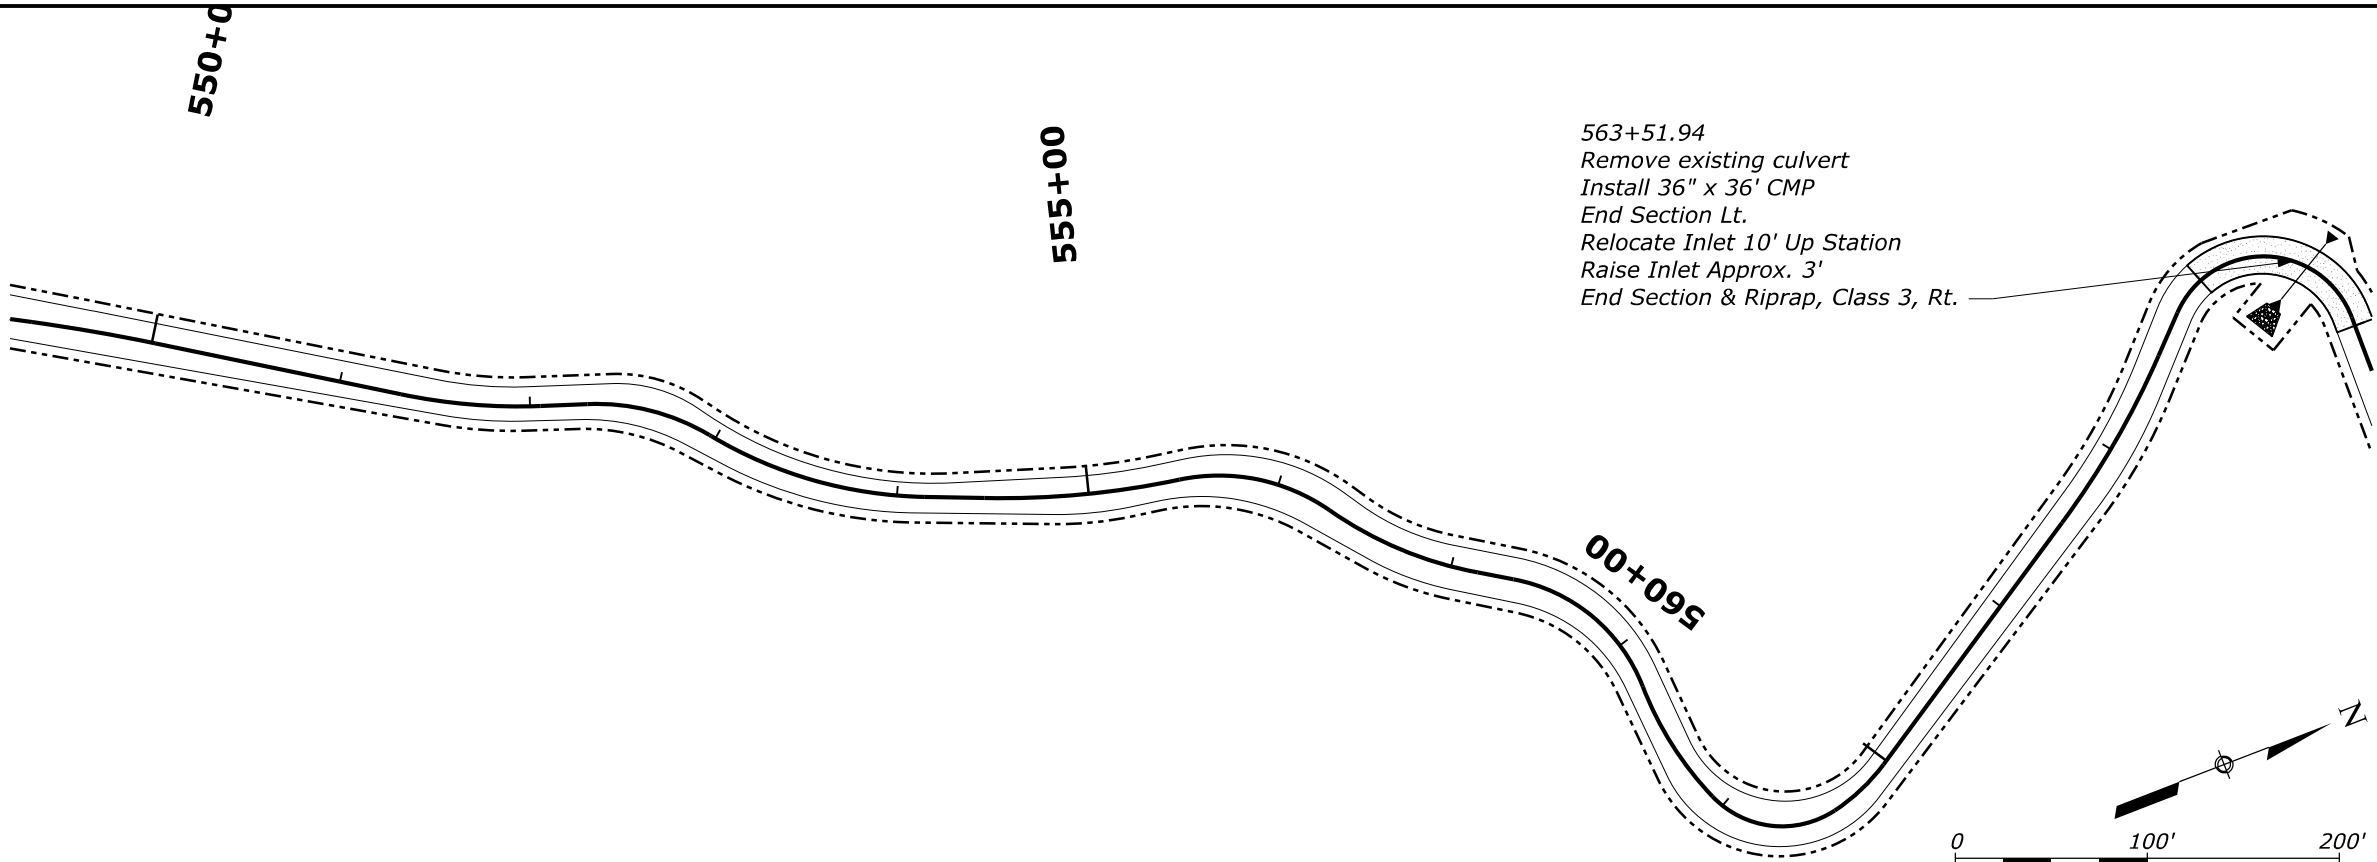 550+0
555+00
563+51.94
Remove existing culvert
Install 36" x 36' CMP
End Section Lt.
Relocate Inlet 10' Up Station
Raise Inlet Approx. 3'
End Section & Riprap, Class 3, Rt.
560+00
N
0 100' 200'